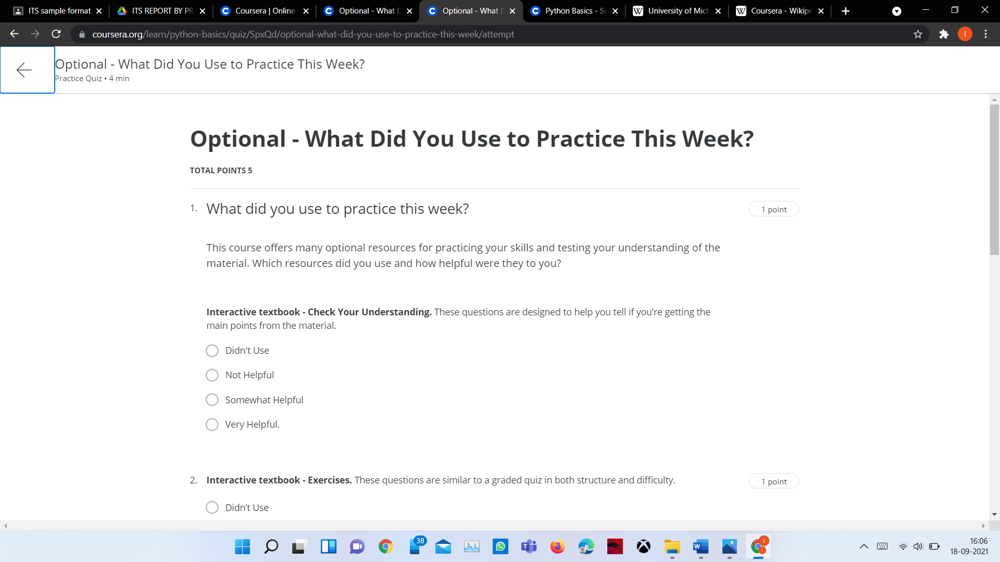 ITS sample format
ITS REPORT BY PR
Coursera | Online
Optional - What D
Optional - What D
Python Basics - Se
University of Mich
Coursera - Wikipe
coursera.org/learn/python-basics/quiz/SpxQd/optional-what-did-you-use-to-practice-this-week/attempt
I
Optional - What Did You Use to Practice This Week?
Practice Quiz • 4 min
Optional - What Did You Use to Practice This Week?
TOTAL POINTS 5
1. What did you use to practice this week?
1 point
This course offers many optional resources for practicing your skills and testing your understanding of the
material. Which resources did you use and how helpful were they to you?
Interactive textbook - Check Your Understanding. These questions are designed to help you tell if you’re getting the
main points from the material.
Didn't Use
Not Helpful
Somewhat Helpful
Very Helpful.
2. Interactive textbook - Exercises. These questions are similar to a graded quiz in both structure and difficulty.
1 point
Didn’t Use
38
16:06
18-09-2021